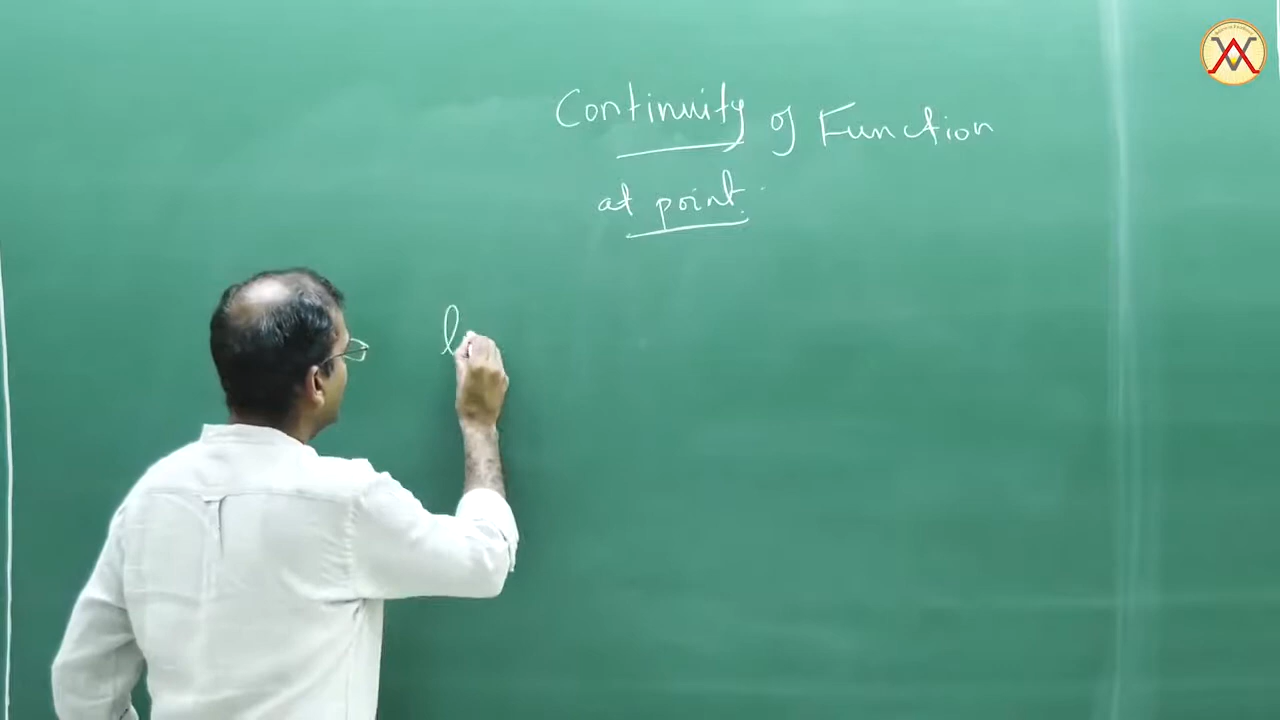 Continuity of Function
at point.
l